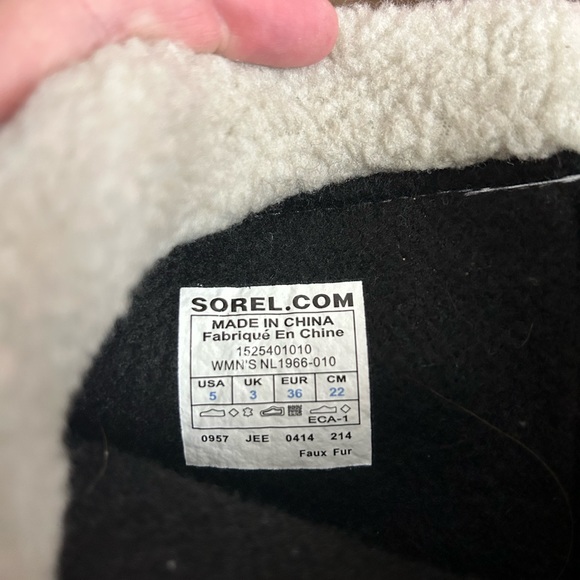 SOREL.COM
MADE IN CHINA
Fabriqué En Chine
1525401010
WMN'S NL1966-010
USA UK EUR CM
5 3 36 22
ECA-1
0957 JEE 0414 214
Faux Fur